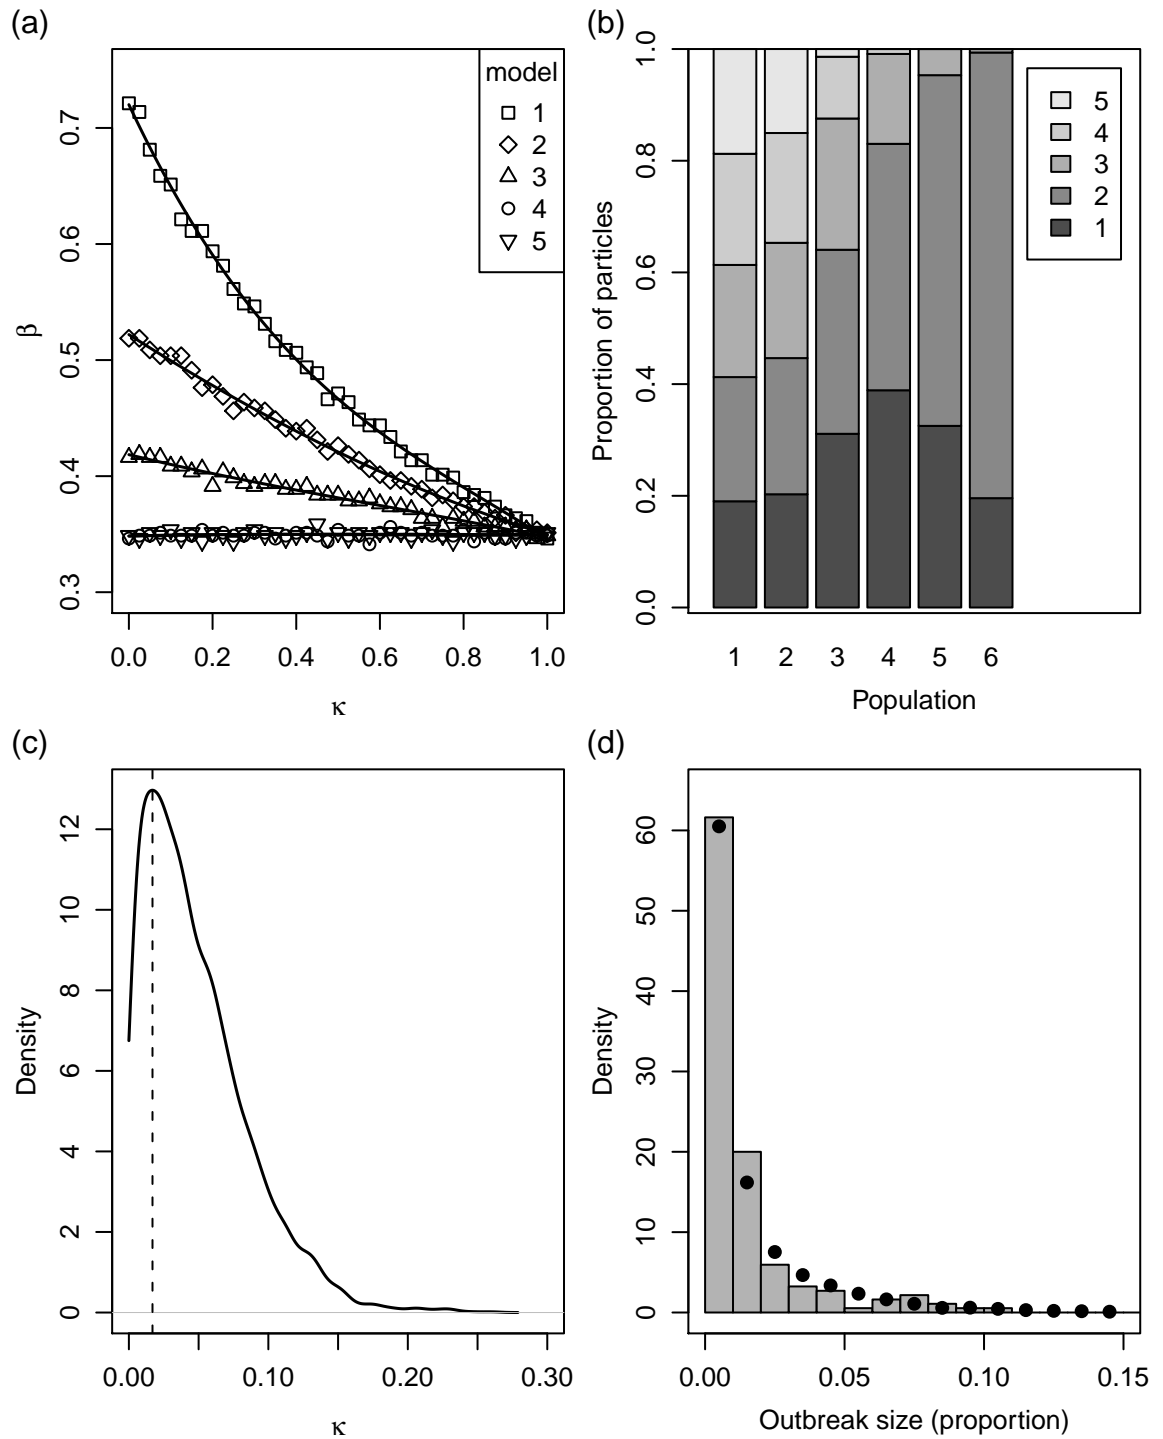 (a)
model
1
2
3
4
5
0.7
0.6
0.5
0.4
0.3
β
0.0 0.2 0.4 0.6 0.8 1.0
κ
(b)
5
4
3
2
1
1.0
0.8
0.6
0.4
0.2
0.0
Proportion of particles
1 2 3 4 5 6
Population
(c)
12
10
8
6
4
2
0
Density
0.00 0.10 0.20 0.30
κ
(d)
60
50
40
30
20
10
0
Density
0.00 0.05 0.10 0.15
Outbreak size (proportion)